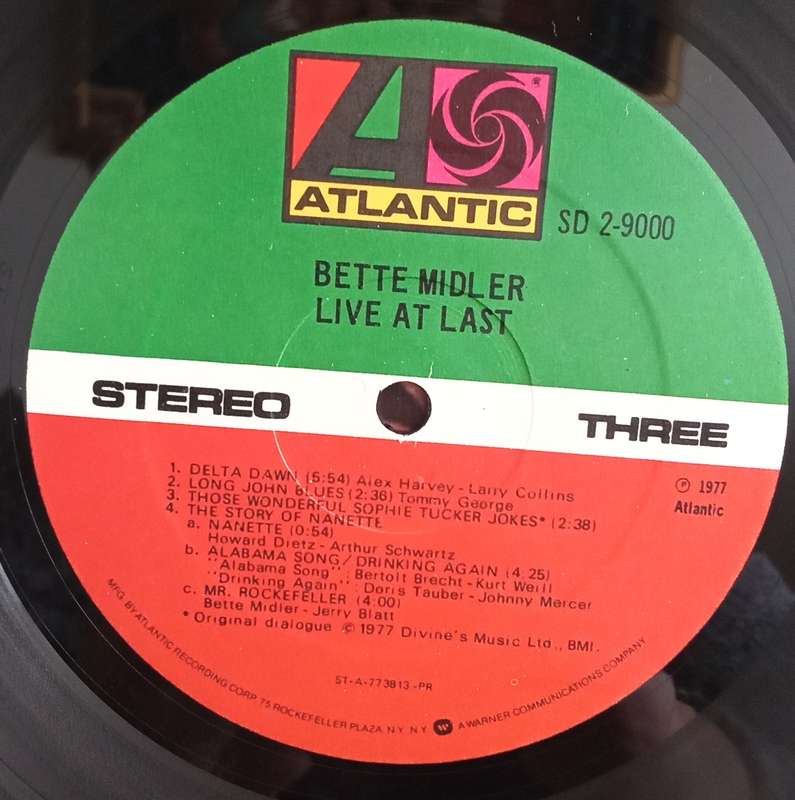 ATLANTIC
®
SD 2-9000
BETTE MIDLER
LIVE AT LAST
STEREO
THREE
1. DELTA DAWN (5:54) Alex Harvey - Larry Collins
2. LONG JOHN BLUES (2:36) Tommy George
3. THOSE WONDERFUL SOPHIE TUCKER JOKES* (2:38)
4. THE STORY OF NANETTE
a. NANETTE (0:54)
Howard Dietz - Arthur Schwartz
b. ALABAMA SONG/DRINKING AGAIN (4:25)
"Alabama Song": Bertolt Brecht - Kurt Weill
"Drinking Again": Doris Tauber - Johnny Mercer
c. MR. ROCKEFELLER (4:00)
Bette Midler - Jerry Blatt
* Original dialogue © 1977 Divine's Music Ltd., BMI.
℗ 1977
Atlantic
ST-A-773813-PR
MFG. BY ATLANTIC RECORDING CORP. 75 ROCKEFELLER PLAZA, N.Y. N.Y. A WARNER COMMUNICATIONS COMPANY